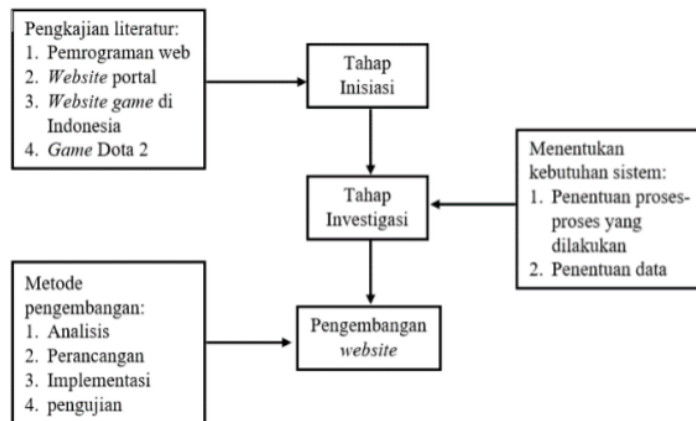 Pengkajian literatur:
1. Pemrograman web
2. Website portal
3. Website game di
Indonesia
4. Game Dota 2
Tahap
Inisiasi
Menentukan
kebutuhan sistem:
1. Penentuan proses-
proses yang
dilakukan
2. Penentuan data
Tahap
Investigasi
Metode
pengembangan:
1. Analisis
2. Perancangan
3. Implementasi
4. pengujian
Pengembangan
website